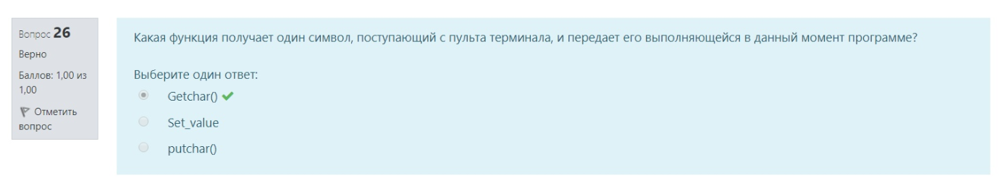 Вопрос 26
Верно
Баллов: 1,00 из
1,00
Отметить
вопрос
Какая функция получает один символ, поступающий с пульта терминала, и передает его выполняющейся в данный момент программе?
Выберите один ответ:
Getchar()
Set_value
putchar()